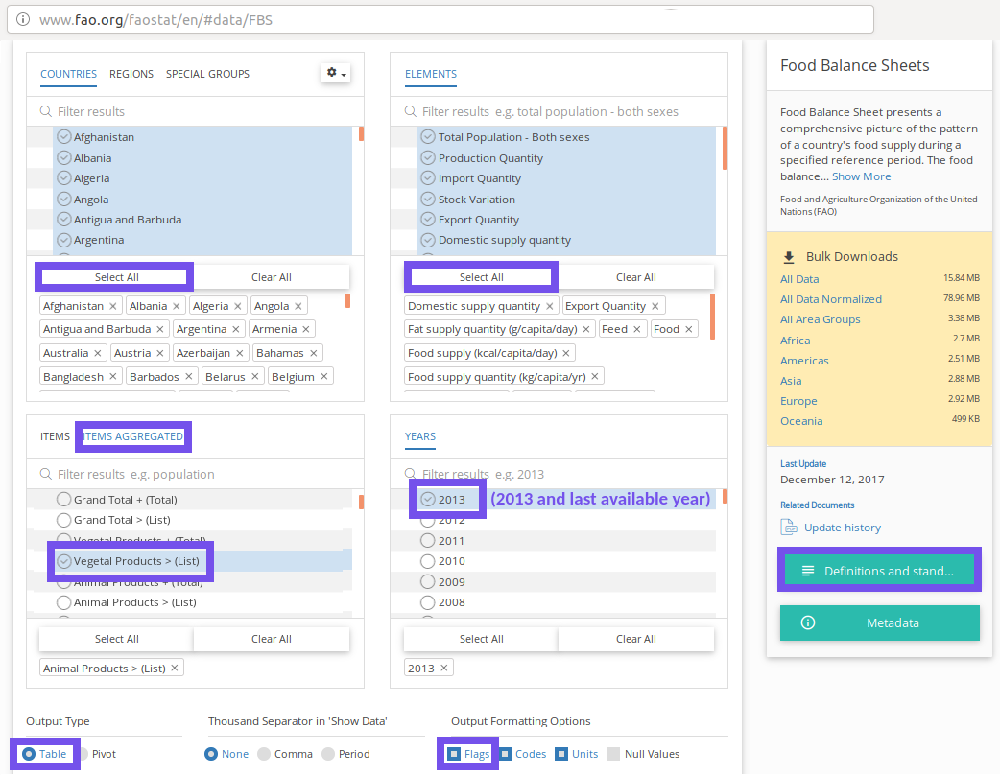 www.fao.org/faostat/en/#data/FBS
COUNTRIES REGIONS SPECIAL GROUPS
Filter results
Afghanistan
Albania
Algeria
Angola
Antigua and Barbuda
Argentina
Select All Clear All
Afghanistan × Albania × Algeria × Angola ×
Antigua and Barbuda × Argentina × Armenia ×
Australia × Austria × Azerbaijan × Bahamas ×
Bangladesh × Barbados × Belarus × Belgium ×
ELEMENTS
Filter results e.g. total population - both sexes
Total Population - Both sexes
Production Quantity
Import Quantity
Stock Variation
Export Quantity
Domestic supply quantity
Select All Clear All
Domestic supply quantity × Export Quantity ×
Fat supply quantity (g/capita/day) × Feed × Food ×
Food supply (kcal/capita/day) ×
Food supply quantity (kg/capita/yr) ×
ITEMS ITEMS AGGREGATED
Filter results e.g. population
Grand Total + (Total)
Grand Total > (List)
Vegetal Products + (Total)
Vegetal Products > (List)
Animal Products + (Total)
Animal Products > (List)
Select All Clear All
Animal Products > (List) ×
YEARS
Filter results e.g. 2013
2013 (2013 and last available year)
2012
2011
2010
2009
2008
Select All Clear All
2013 ×
Output Type
Table Pivot
Thousand Separator in 'Show Data'
None Comma Period
Output Formatting Options
Flags Codes Units Null Values
Food Balance Sheets
Food Balance Sheet presents a
comprehensive picture of the pattern
of a country's food supply during a
specified reference period. The food
balance... Show More
Food and Agriculture Organization of the United
Nations (FAO)
Bulk Downloads
All Data 15.84 MB
All Data Normalized 78.96 MB
All Area Groups 3.38 MB
Africa 2.7 MB
Americas 2.51 MB
Asia 2.88 MB
Europe 2.92 MB
Oceania 499 KB
Last Update
December 12, 2017
Related Documents
PDF Update history
Definitions and stand...
Metadata